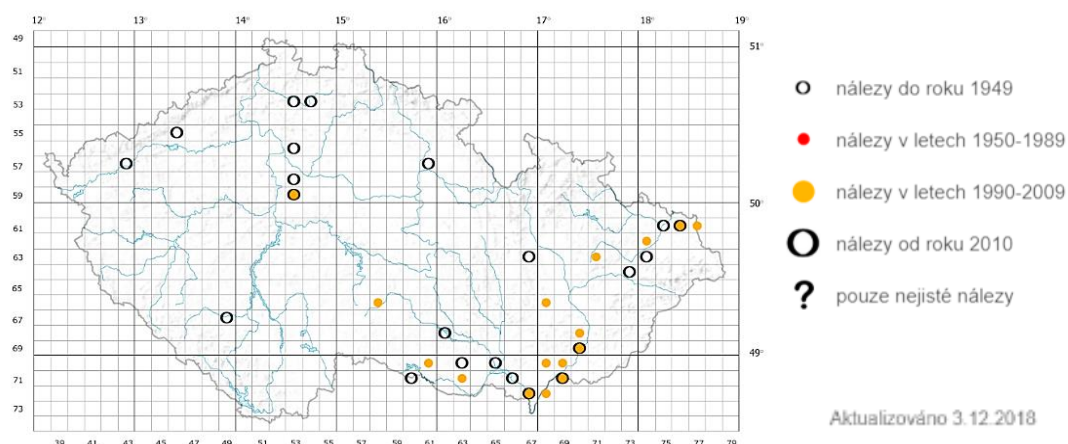 12° 13 14 15 16 17 18 19°
49
51
53
55
57
59
61
63
65
67
69
71
73
51°
50°
49°
39 41 43 45 47 49 51 53 55 57 59 61 63 65 67 69 71 73 75 77 79
nálezy do roku 1949
nálezy v letech 1950-1989
nálezy v letech 1990-2009
nálezy od roku 2010
? pouze nejisté nálezy
Aktualizováno 3.12.2018